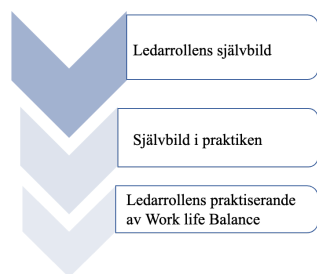 Ledarrollens självbild
Självbild i praktiken
Ledarrollens praktiserande
av Work life Balance